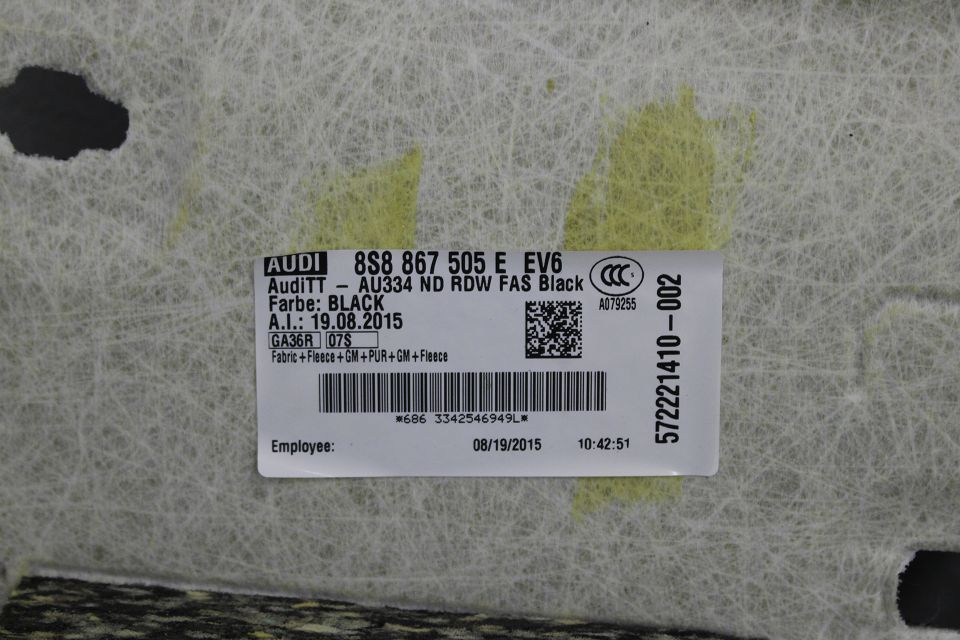 AUDI 8S8 867 505 E EV6
AudiTT - AU334 ND RDW FAS Black
Farbe: BLACK
A.I.: 19.08.2015
GA36R 07S
Fabric+Fleece+GM+PUR+GM+Fleece
*686 3342546949L*
Employee: 08/19/2015 10:42:51
CCC S
A079255
572221410-002